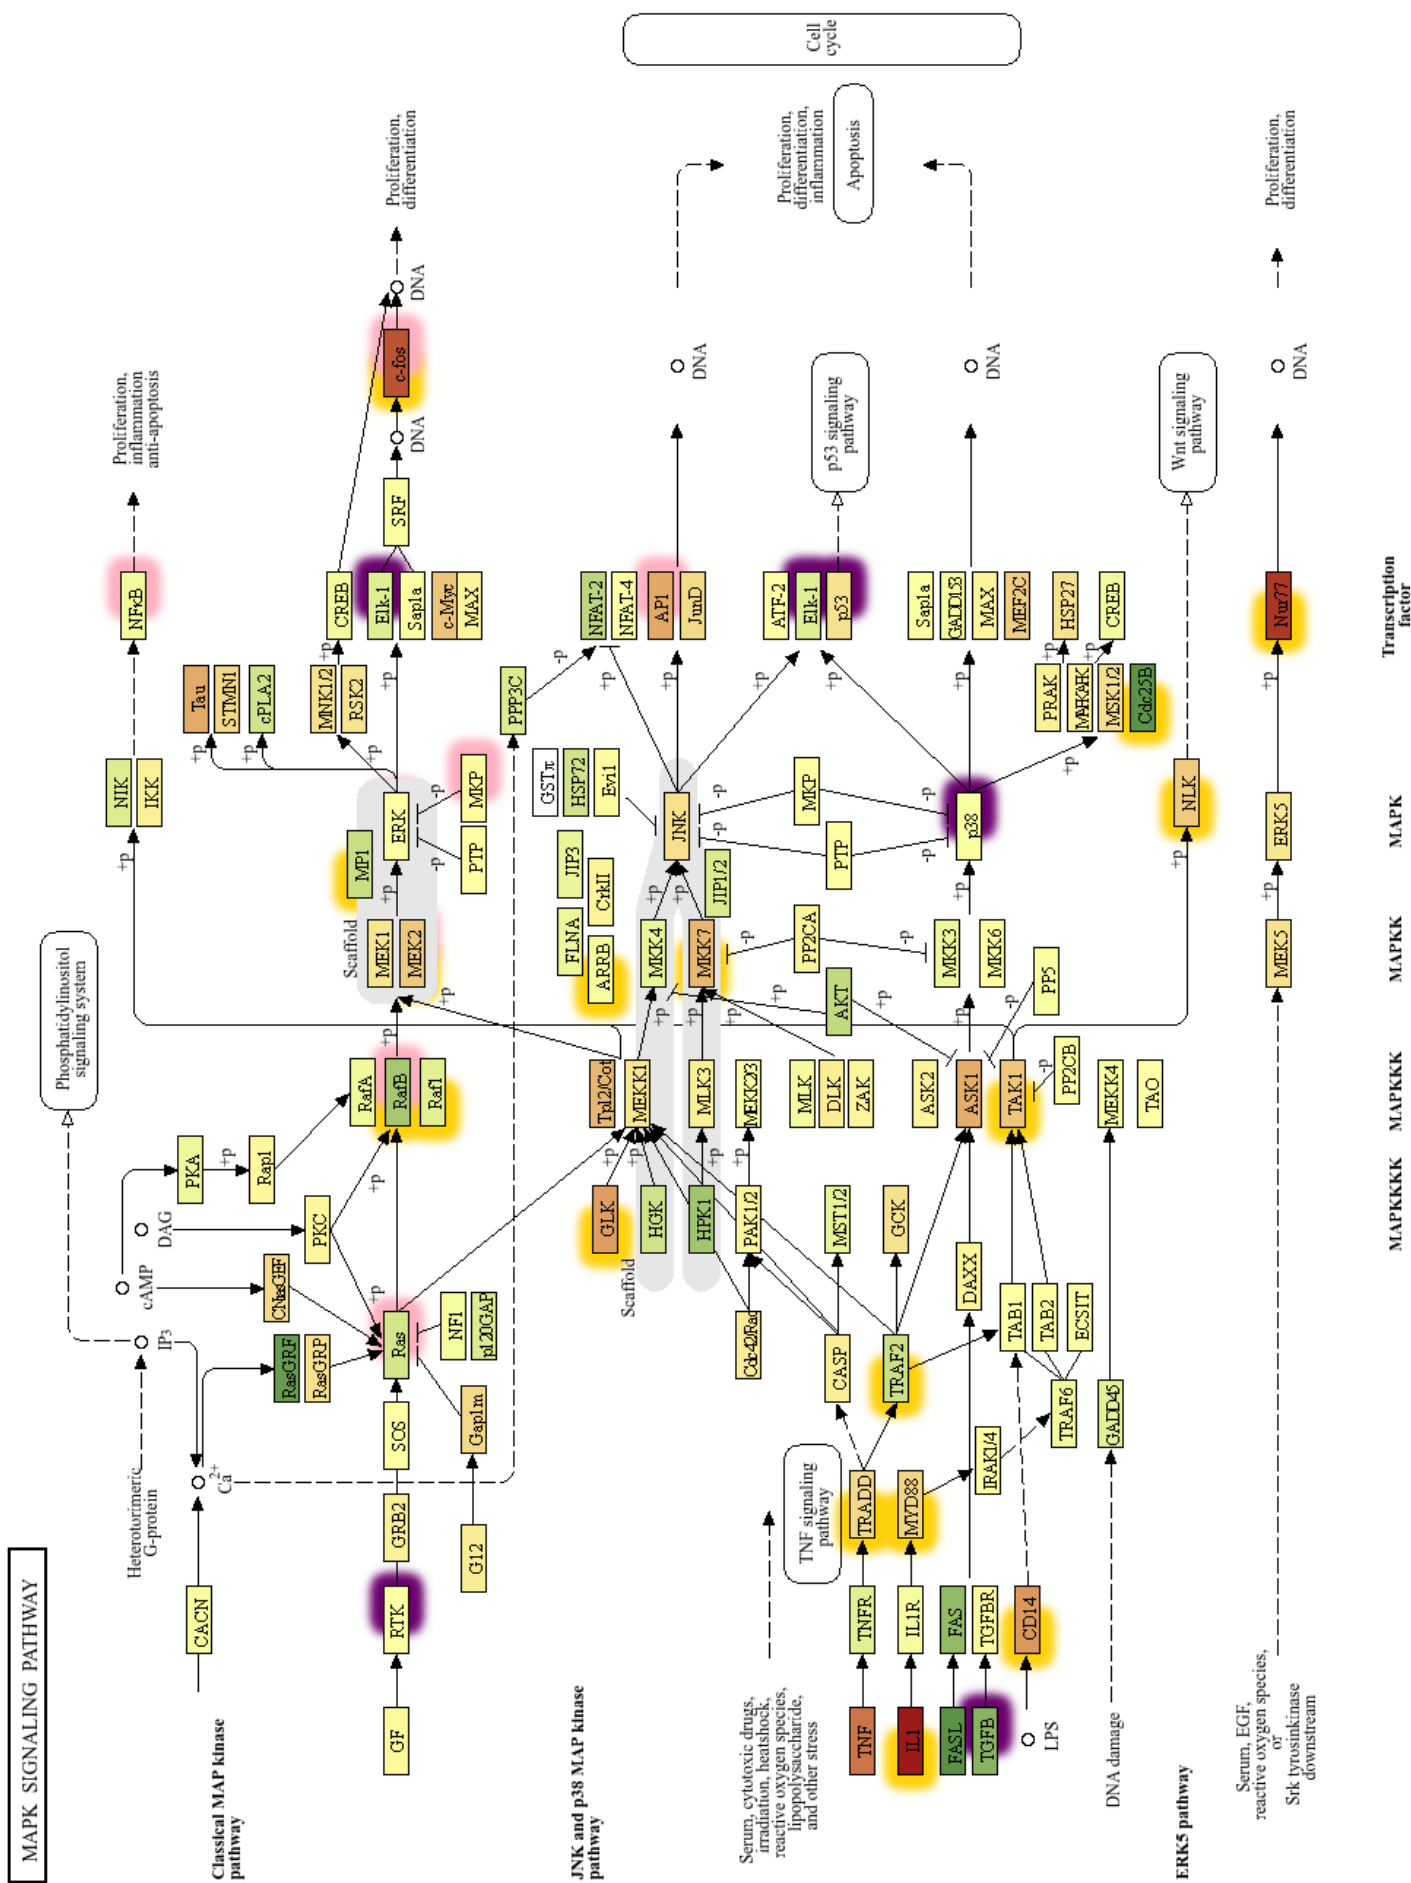 MAPK SIGNALING PATHWAY
Phosphatidylinositol
signaling system
Heterotorimeric
G-protein
IP3
cAMP
DAG
PKA
+p
Rap1
NIK
IKK
+p
NFκB
Proliferation,
inflammation
anti-apoptosis
CACN
Ca2+
RasGRF
RasGRP
CNrasGEF
PKC
Scaffold
MP1
Tau
STMN1
cPLA2
+p
+p
MNK1/2
RSK2
+p
+p
CREB
Classical MAP kinase
pathway
GF
RTK
GRB2
SOS
Ras
+p
+p
RafA
RafB
Raf1
+p
+p
MEK1
MEK2
+p
ERK
+p
Elk-1
Sap1a
SRF
DNA
c-fos
DNA
Proliferation,
differentiation
c-Myc
MAX
G12
Gap1m
NF1
p120GAP
PTP
MKP
-p
-p
PPP3C
-p
JNK and p38 MAP kinase
pathway
Scaffold
GLK
HGK
HPK1
+p
+p
+p
+p
Tpl2/Cot
MEKK1
MLK3
MEKK2/3
FLNA
JIP3
ARRB
CrkII
GSTπ
HSP72
Evi1
NFAT-2
NFAT-4
+p
+p
+p
+p
MKK4
MKK7
+p
+p
JIP1/2
JNK
+p
AP1
JunD
DNA
Cdc42/Rac
PAK1/2
MLK
DLK
ZAK
+p
AKT
+p
PP2CA
-p
-p
PTP
MKP
-p
-p
-p
-p
+p
+p
ATF-2
Elk-1
p53
p53 signaling
pathway
Proliferation,
differentiation,
inflammation
Apoptosis
Cell
cycle
Serum, cytotoxic drugs,
irradiation, heatshock,
reactive oxygen species,
lipopolysaccharide,
and other stress
TNF signaling
pathway
CASP
MST1/2
TNF
TNFR
TRADD
TRAF2
GCK
IL1
IL1R
MYD88
IRAK1/4
ASK2
ASK1
+p
MKK3
MKK6
+p
p38
+p
Sap1a
GADD153
MAX
MEF2C
DNA
FASL
FAS
DAXX
TGFB
TGFBR
TAB1
TAB2
ECSIT
TRAF6
TAK1
-p
PP5
-p
PP2CB
+p
PRAK
MAPKAPK
MSK1/2
Cdc25B
+p
+p
HSP27
CREB
LPS
CD14
DNA damage
GADD45
MEKK4
TAO
+p
NLK
Wnt signaling
pathway
ERK5 pathway
Serum, EGF,
reactive oxygen species,
or
Srk tyrosinkinase
downstream
MEK5
+p
ERK5
+p
Nur77
DNA
Proliferation,
differentiation
MAPKKKK
MAPKKK
MAPKK
MAPK
Transcription
factor